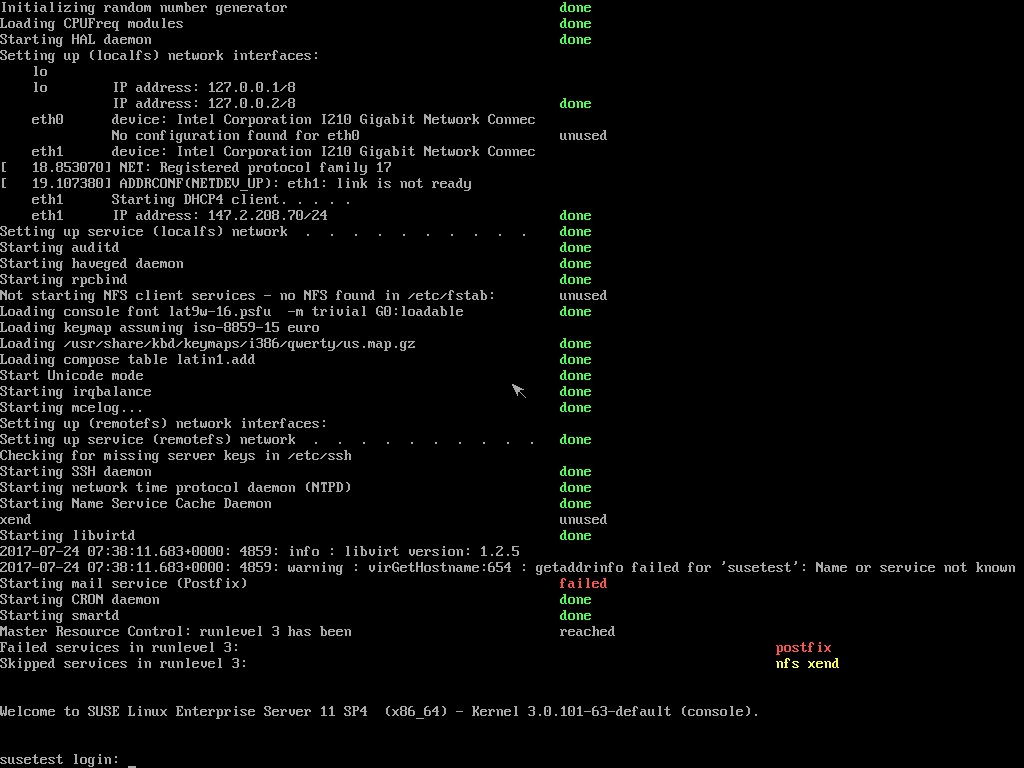 Initializing random number generator done
Loading CPUFreq modules done
Starting HAL daemon done
Setting up (localfs) network interfaces:
lo
lo IP address: 127.0.0.1/8
IP address: 127.0.0.2/8 done
eth0 device: Intel Corporation I210 Gigabit Network Connec
No configuration found for eth0 unused
eth1 device: Intel Corporation I210 Gigabit Network Connec
[ 18.853070] NET: Registered protocol family 17
[ 19.107380] ADDRCONF(NETDEV_UP): eth1: link is not ready
eth1 Starting DHCP4 client. . . . .
eth1 IP address: 147.2.208.70/24 done
Setting up service (localfs) network . . . . . . . . . . done
Starting auditd done
Starting haveged daemon done
Starting rpcbind done
Not starting NFS client services - no NFS found in /etc/fstab: unused
Loading console font lat9w-16.psfu -m trivial G0:loadable done
Loading keymap assuming iso-8859-15 euro
Loading /usr/share/kbd/keymaps/i386/qwerty/us.map.gz done
Loading compose table latin1.add done
Start Unicode mode done
Starting irqbalance done
Starting mcelog... done
Setting up (remotefs) network interfaces:
Setting up service (remotefs) network . . . . . . . . . . done
Checking for missing server keys in /etc/ssh
Starting SSH daemon done
Starting network time protocol daemon (NTPD) done
Starting Name Service Cache Daemon done
xend unused
Starting libvirtd done
2017-07-24 07:38:11.683+0000: 4859: info : libvirt version: 1.2.5
2017-07-24 07:38:11.683+0000: 4859: warning : virGetHostname:654 : getaddrinfo failed for 'susetest': Name or service not known
Starting mail service (Postfix) failed
Starting CRON daemon done
Starting smartd done
Master Resource Control: runlevel 3 has been reached
Failed services in runlevel 3: postfix
Skipped services in runlevel 3: nfs xend
Welcome to SUSE Linux Enterprise Server 11 SP4 (x86_64) - Kernel 3.0.101-63-default (console).
susetest login: _